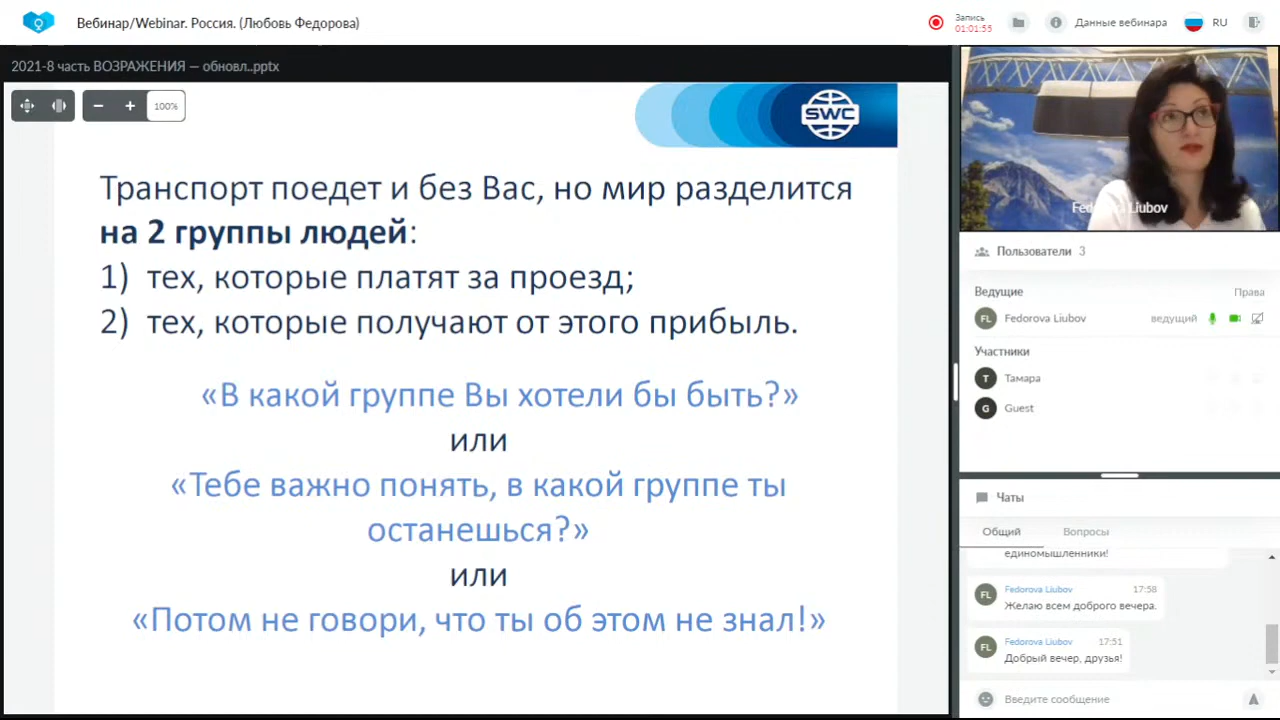 Вебинар/Webinar. Россия. (Любовь Федорова)
Запись
01:01:55
Данные вебинара
RU
2021-8 часть ВОЗРАЖЕНИЯ — обновл..pptx
100%
SWC
Транспорт поедет и без Вас, но мир разделится
на 2 группы людей:
1) тех, которые платят за проезд;
2) тех, которые получают от этого прибыль.
«В какой группе Вы хотели бы быть?»
или
«Тебе важно понять, в какой группе ты
останешься?»
или
«Потом не говори, что ты об этом не знал!»
Fedorova Liubov
Пользователи 3
Ведущие Права
FL Fedorova Liubov ведущий
Участники
T Тамара
G Guest
Чаты
Общий Вопросы
единомышленники!
FL Fedorova Liubov 17:58
Желаю всем доброго вечера.
FL Fedorova Liubov 17:51
Добрый вечер, друзья!
Введите сообщение